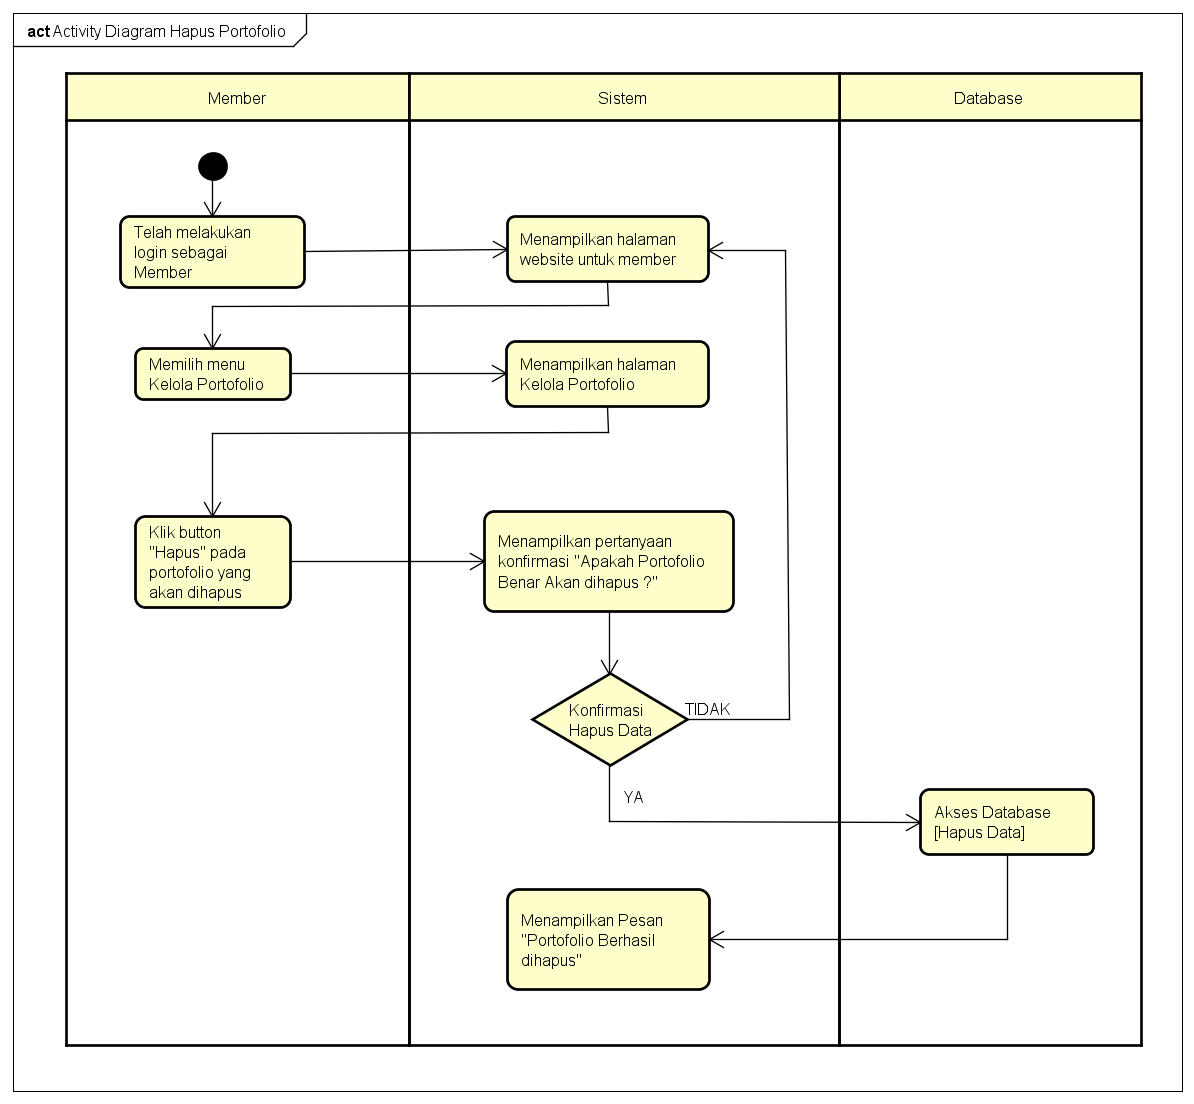 act Activity Diagram Hapus Portofolio
Member
Sistem
Database
Telah melakukan
login sebagai
Member
Menampilkan halaman
website untuk member
Memilih menu
Kelola Portofolio
Menampilkan halaman
Kelola Portofolio
Klik button
"Hapus" pada
portofolio yang
akan dihapus
Menampilkan pertanyaan
konfirmasi "Apakah Portofolio
Benar Akan dihapus ?"
Konfirmasi
Hapus Data
TIDAK
YA
Akses Database
[Hapus Data]
Menampilkan Pesan
"Portofolio Berhasil
dihapus"